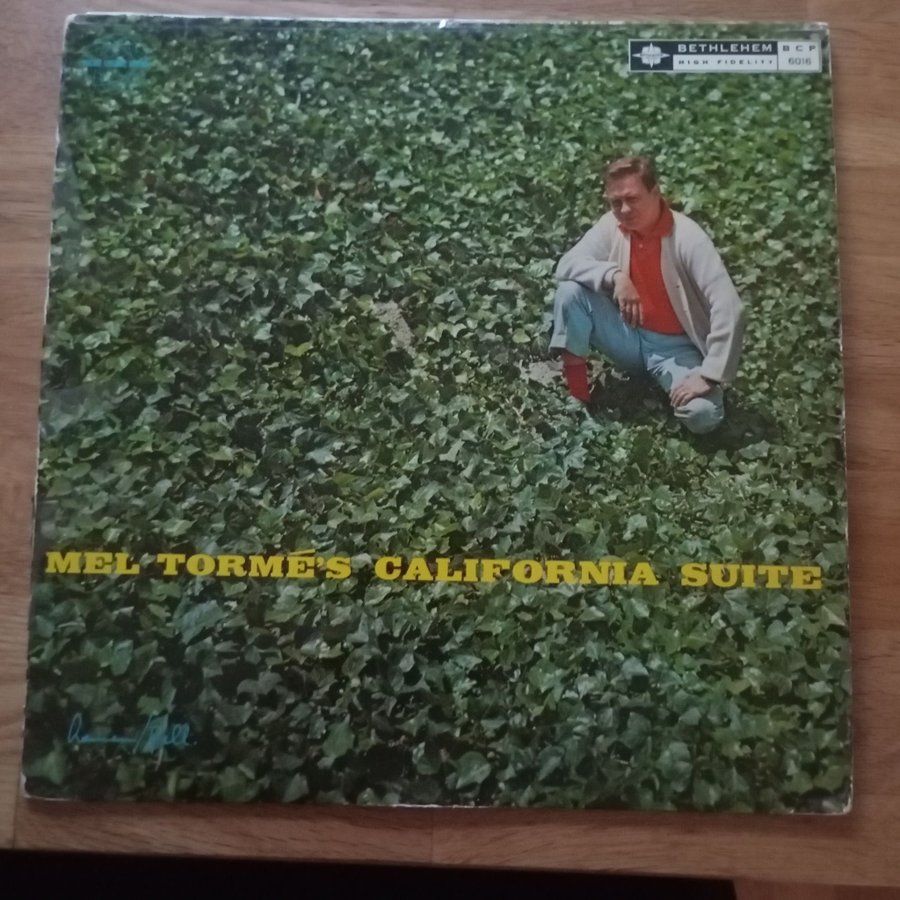 BETHLEHEM
HIGH FIDELITY
BCP
6016
MEL TORMÉ'S CALIFORNIA SUITE